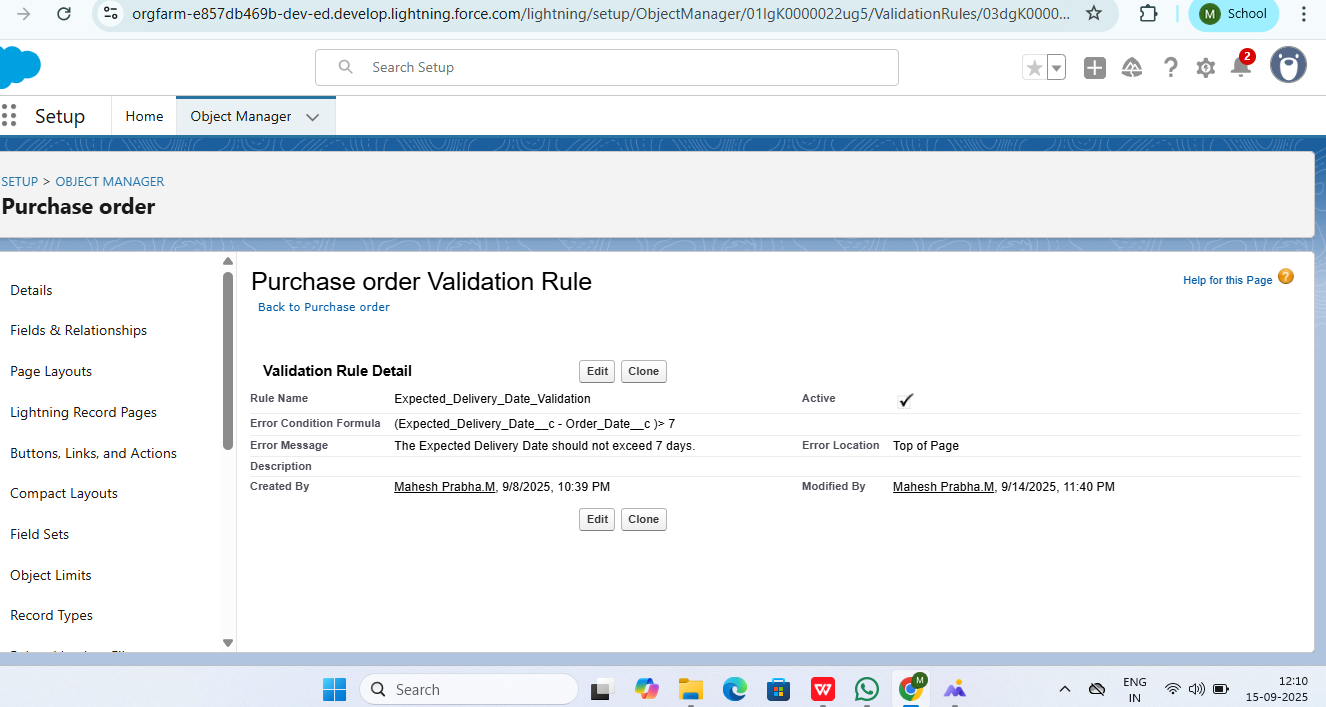 orgfarm-e857db469b-dev-ed.develop.lightning.force.com/lightning/setup/ObjectManager/01IgK0000022ug5/ValidationRules/03dgK0000...
M School
Search Setup
2
Setup
Home
Object Manager
SETUP > OBJECT MANAGER
Purchase order
Details
Fields & Relationships
Page Layouts
Lightning Record Pages
Buttons, Links, and Actions
Compact Layouts
Field Sets
Object Limits
Record Types
Purchase order Validation Rule
Help for this Page ?
Back to Purchase order
Validation Rule Detail
Edit Clone
Rule Name Expected_Delivery_Date_Validation Active
Error Condition Formula (Expected_Delivery_Date__c - Order_Date__c )> 7
Error Message The Expected Delivery Date should not exceed 7 days. Error Location Top of Page
Description
Created By Mahesh Prabha.M, 9/8/2025, 10:39 PM Modified By Mahesh Prabha.M, 9/14/2025, 11:40 PM
Edit Clone
Search
W
M
ENG
IN
12:10
15-09-2025